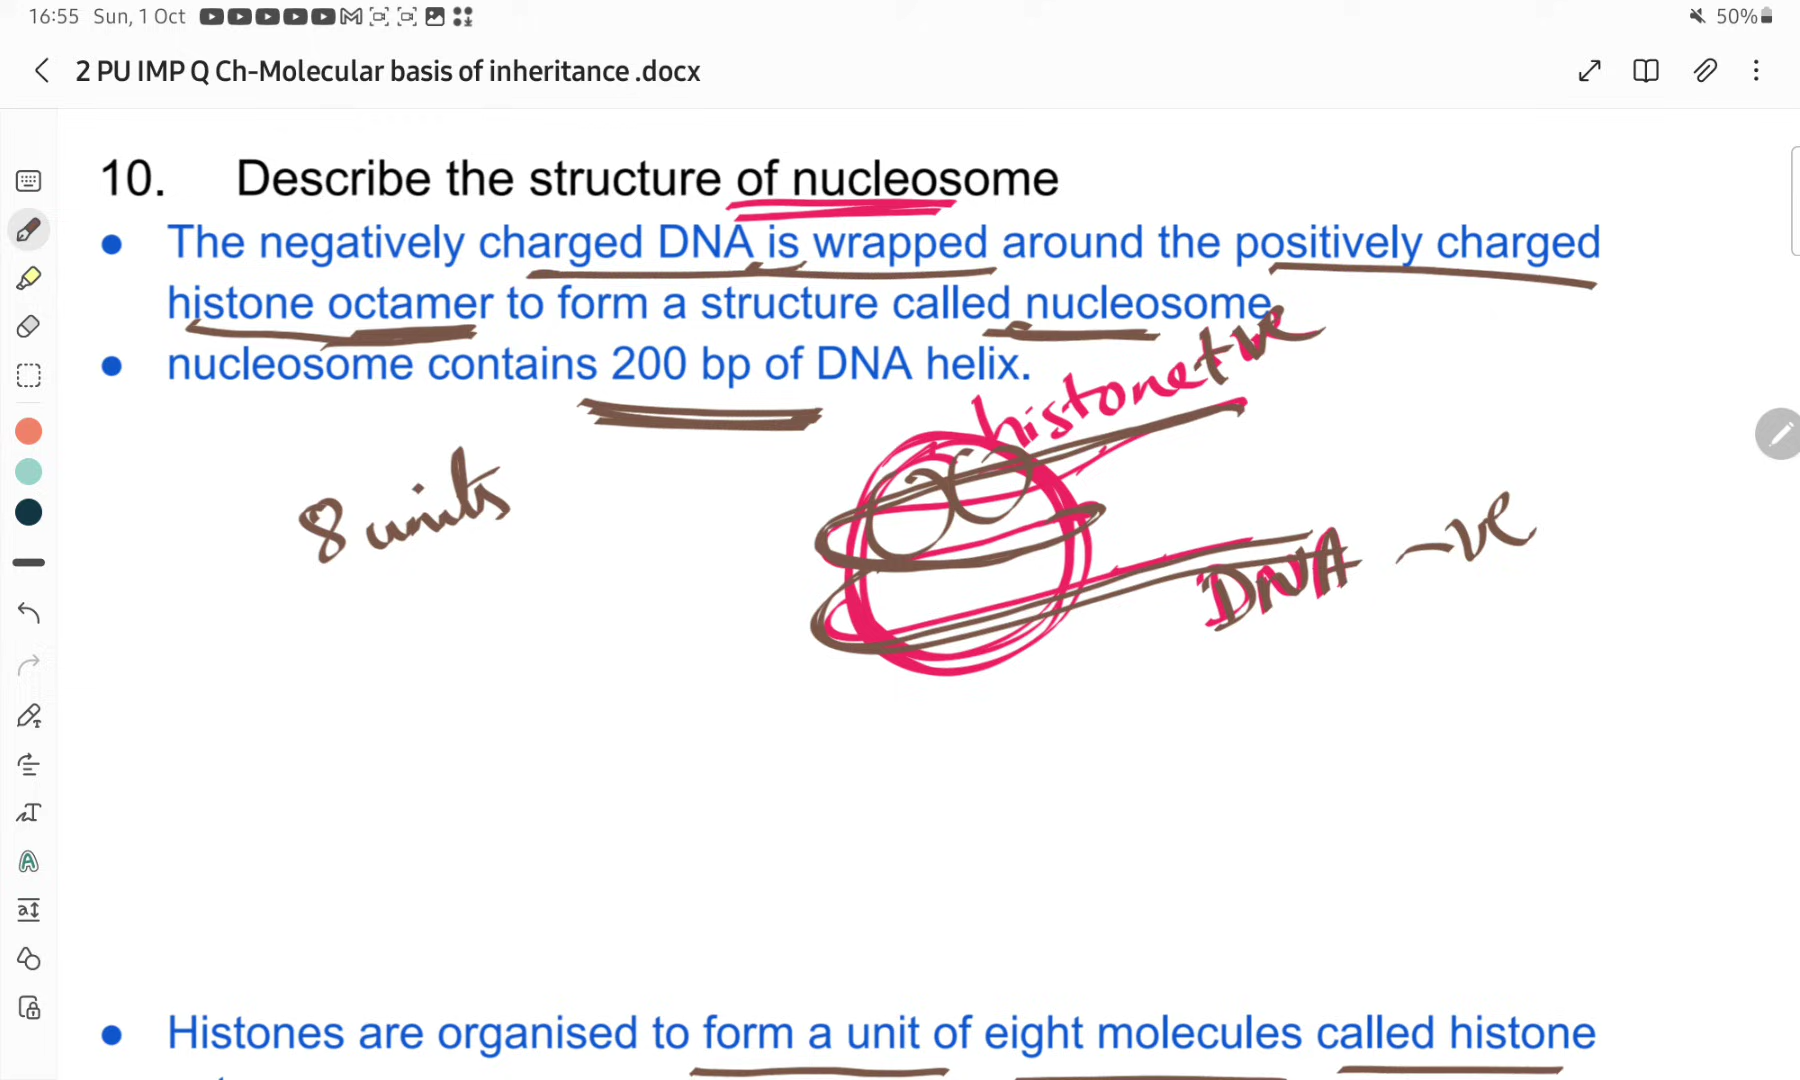 16:55 Sun, 1 Oct
50%
2 PU IMP Q Ch-Molecular basis of inheritance .docx
10. Describe the structure of nucleosome
● The negatively charged DNA is wrapped around the positively charged
histone octamer to form a structure called nucleosome
● nucleosome contains 200 bp of DNA helix.
histone +ve
8 units
DNA -ve
● Histones are organised to form a unit of eight molecules called histone